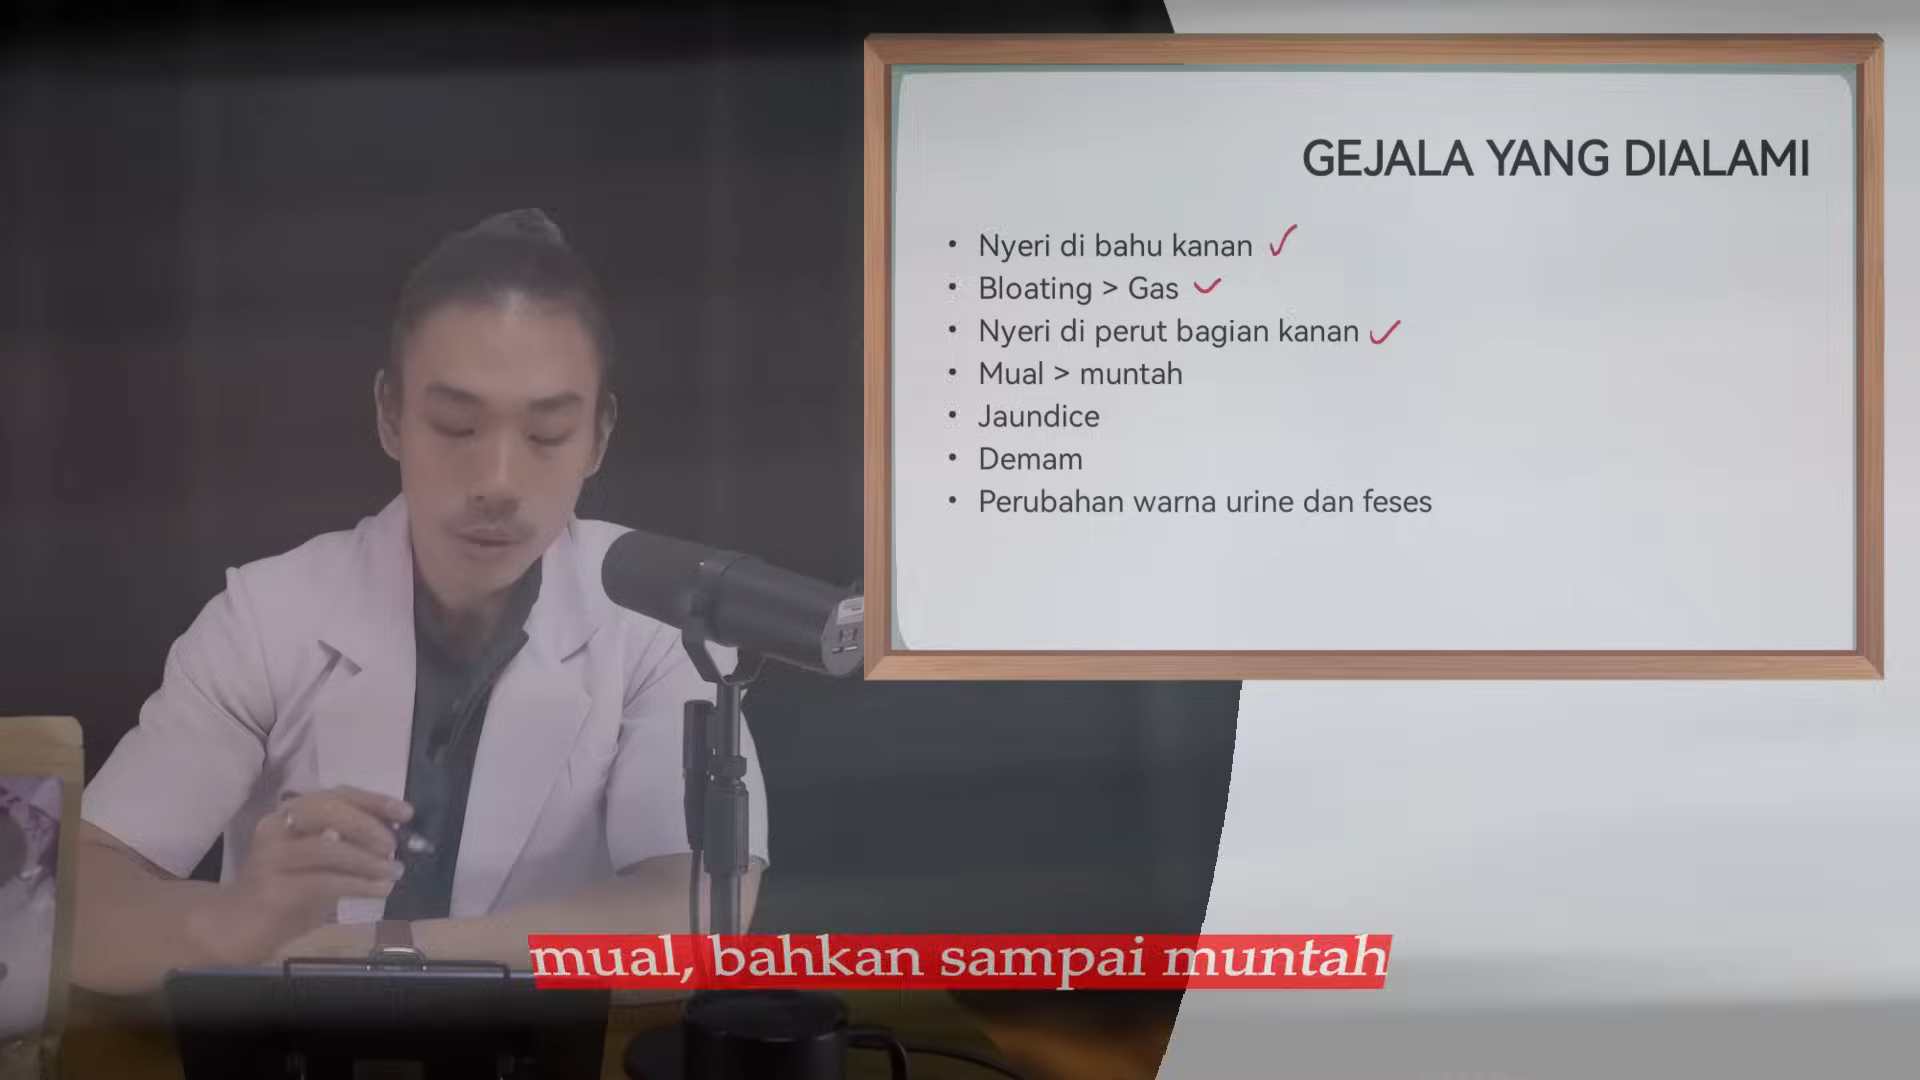 GEJALA YANG DIALAMI
• Nyeri di bahu kanan
• Bloating > Gas
• Nyeri di perut bagian kanan
• Mual > muntah
• Jaundice
• Demam
• Perubahan warna urine dan feses
mual, bahkan sampai muntah